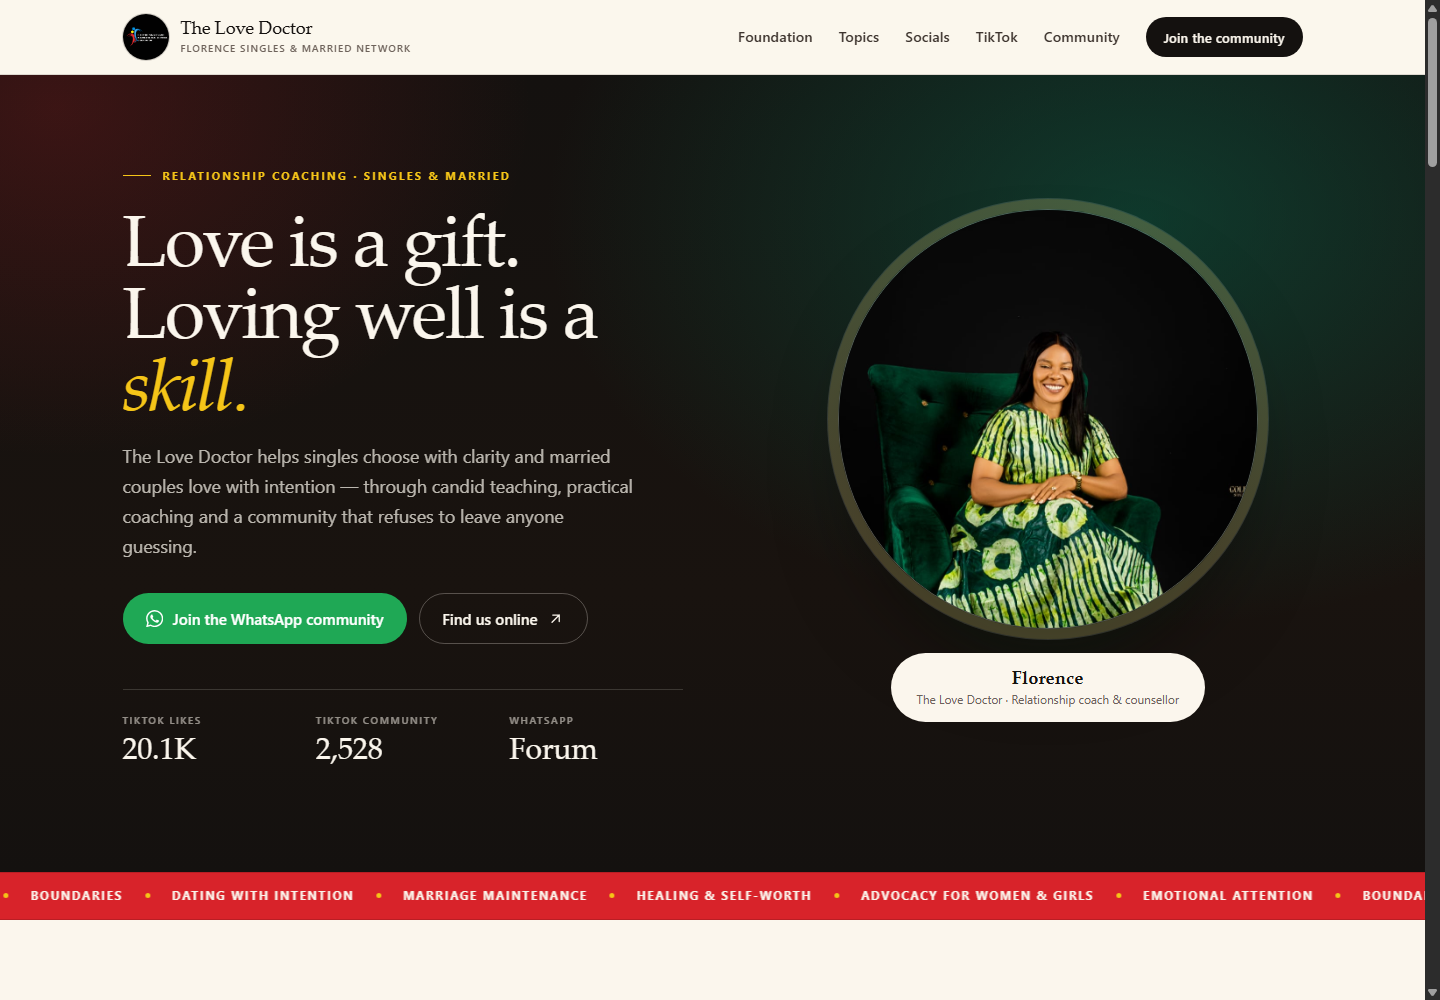 The Love Doctor
FLORENCE SINGLES & MARRIED NETWORK
Foundation
Topics
Socials
TikTok
Community
Join the community
RELATIONSHIP COACHING · SINGLES & MARRIED
Love is a gift.
Loving well is a
skill.
The Love Doctor helps singles choose with clarity and married
couples love with intention — through candid teaching, practical
coaching and a community that refuses to leave anyone
guessing.
Join the WhatsApp community
Find us online
TIKTOK LIKES
20.1K
TIKTOK COMMUNITY
2,528
WHATSAPP
Forum
Florence
The Love Doctor · Relationship coach & counsellor
BOUNDARIES • DATING WITH INTENTION • MARRIAGE MAINTENANCE • HEALING & SELF-WORTH • ADVOCACY FOR WOMEN & GIRLS • EMOTIONAL ATTENTION •